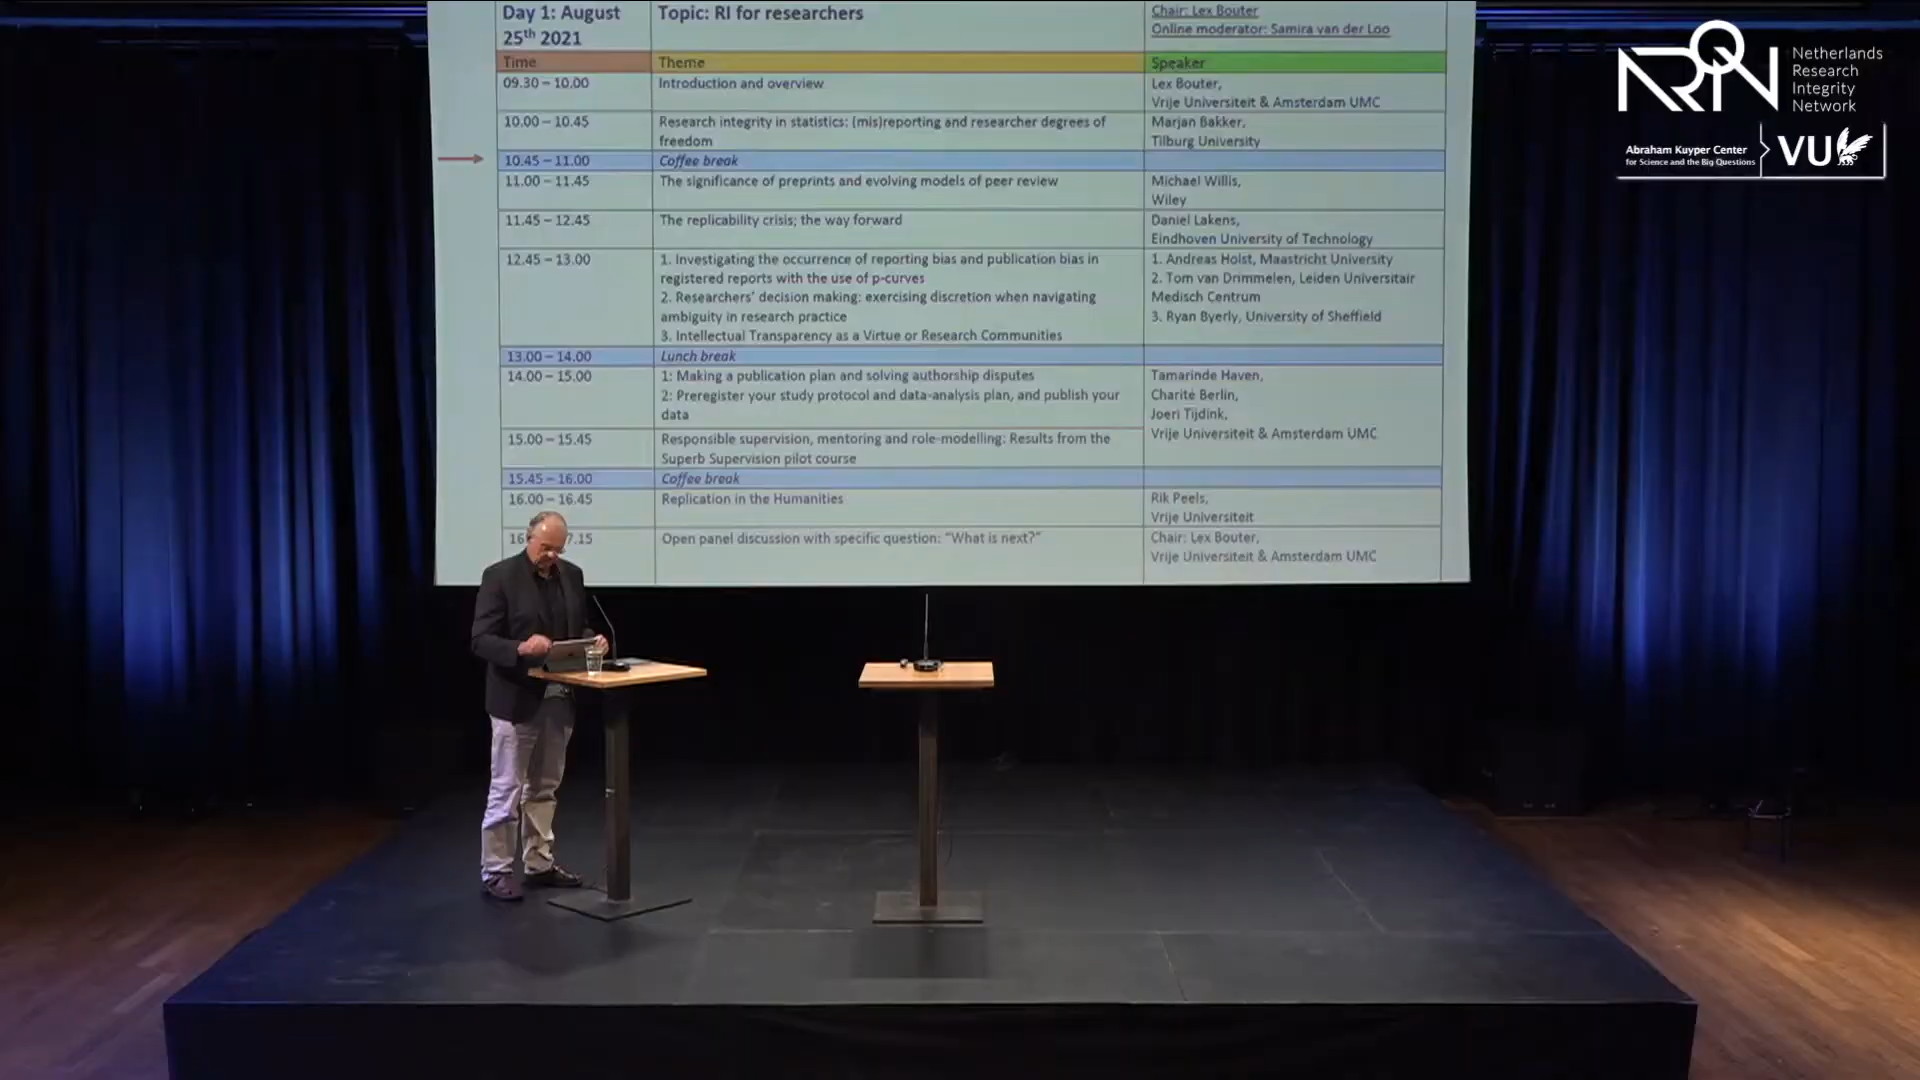 Day 1: August
25th 2021
Topic: RI for researchers
Chair: Lex Bouter
Online moderator: Samira van der Loo
Time
Theme
Speaker
09.30 – 10.00
Introduction and overview
Lex Bouter,
Vrije Universiteit & Amsterdam UMC
10.00 – 10.45
Research integrity in statistics: (mis)reporting and researcher degrees of
freedom
Marjan Bakker,
Tilburg University
10.45 – 11.00
Coffee break
11.00 – 11.45
The significance of preprints and evolving models of peer review
Michael Willis,
Wiley
11.45 – 12.45
The replicability crisis; the way forward
Daniel Lakens,
Eindhoven University of Technology
12.45 – 13.00
1. Investigating the occurrence of reporting bias and publication bias in
registered reports with the use of p-curves
2. Researchers' decision making: exercising discretion when navigating
ambiguity in research practice
3. Intellectual Transparency as a Virtue or Research Communities
1. Andreas Holst, Maastricht University
2. Tom van Drimmelen, Leiden Universitair
Medisch Centrum
3. Ryan Byerly, University of Sheffield
13.00 – 14.00
Lunch break
14.00 – 15.00
1: Making a publication plan and solving authorship disputes
2: Preregister your study protocol and data-analysis plan, and publish your
data
Tamarinde Haven,
Charité Berlin,
Joeri Tijdink,
Vrije Universiteit & Amsterdam UMC
15.00 – 15.45
Responsible supervision, mentoring and role-modelling: Results from the
Superb Supervision pilot course
15.45 – 16.00
Coffee break
16.00 – 16.45
Replication in the Humanities
Rik Peels,
Vrije Universiteit
16
7.15
Open panel discussion with specific question: "What is next?"
Chair: Lex Bouter,
Vrije Universiteit & Amsterdam UMC
NRIN
Netherlands
Research
Integrity
Network
Abraham Kuyper Center
for Science and the Big Questions
VU